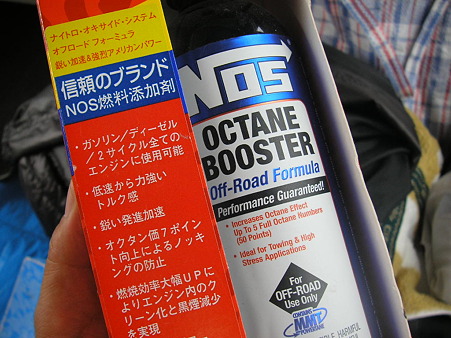 ナイトロ・オキサイド・システム
オフロード フォーミュラ
鋭い加速&強烈アメリカンパワー
信頼のブランド
NOS燃料添加剤
・ガソリン/ディーゼル
/2サイクル全ての
エンジンに使用可能
・低速から力強い
トルク感
・鋭い発進加速
・オクタン価7ポイン
ト向上によるノッキ
ングの防止
・燃焼効率大幅UPに
よりエンジン内のク
リーン化と黒煙減少
を実現
NOS
OCTANE
BOOSTER
Off-Road Formula
Performance Guaranteed!
• Increases Octane Effect
Up To 5 Full Octane Numbers
(50 Points)
• Ideal for Towing & High
Stress Applications
For
OFF-ROAD
Use Only
CONTAINS
MMT
HARMFUL